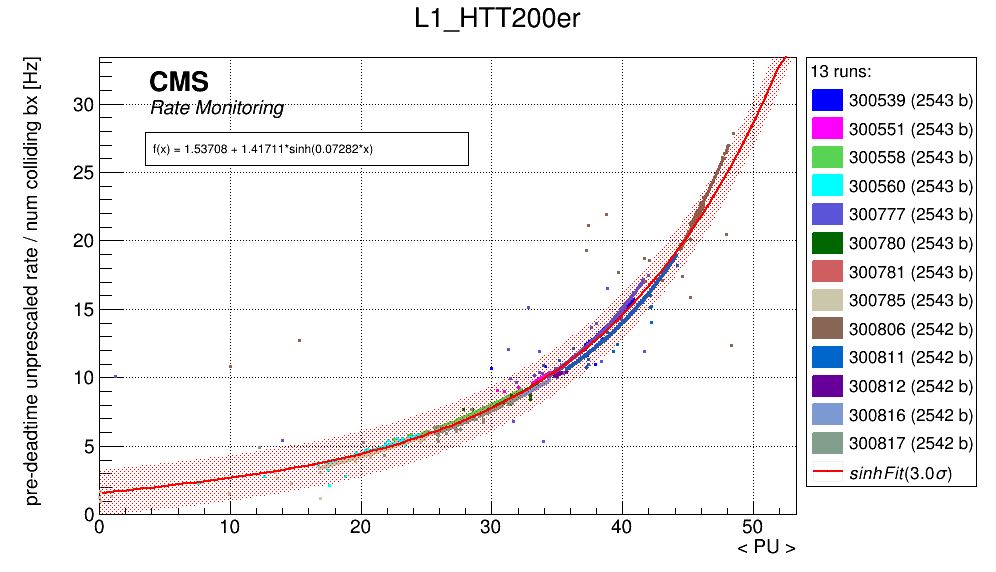 L1_HTT200er
pre-deadtime unprescaled rate / num colliding bx [Hz]
CMS
Rate Monitoring
f(x) = 1.53708 + 1.41711*sinh(0.07282*x)
30
25
20
15
10
5
0
0 10 20 30 40 50
< PU >
13 runs:
300539 (2543 b)
300551 (2543 b)
300558 (2543 b)
300560 (2543 b)
300777 (2543 b)
300780 (2543 b)
300781 (2543 b)
300785 (2543 b)
300806 (2542 b)
300811 (2542 b)
300812 (2542 b)
300816 (2542 b)
300817 (2542 b)
sinhFit(3.0σ)